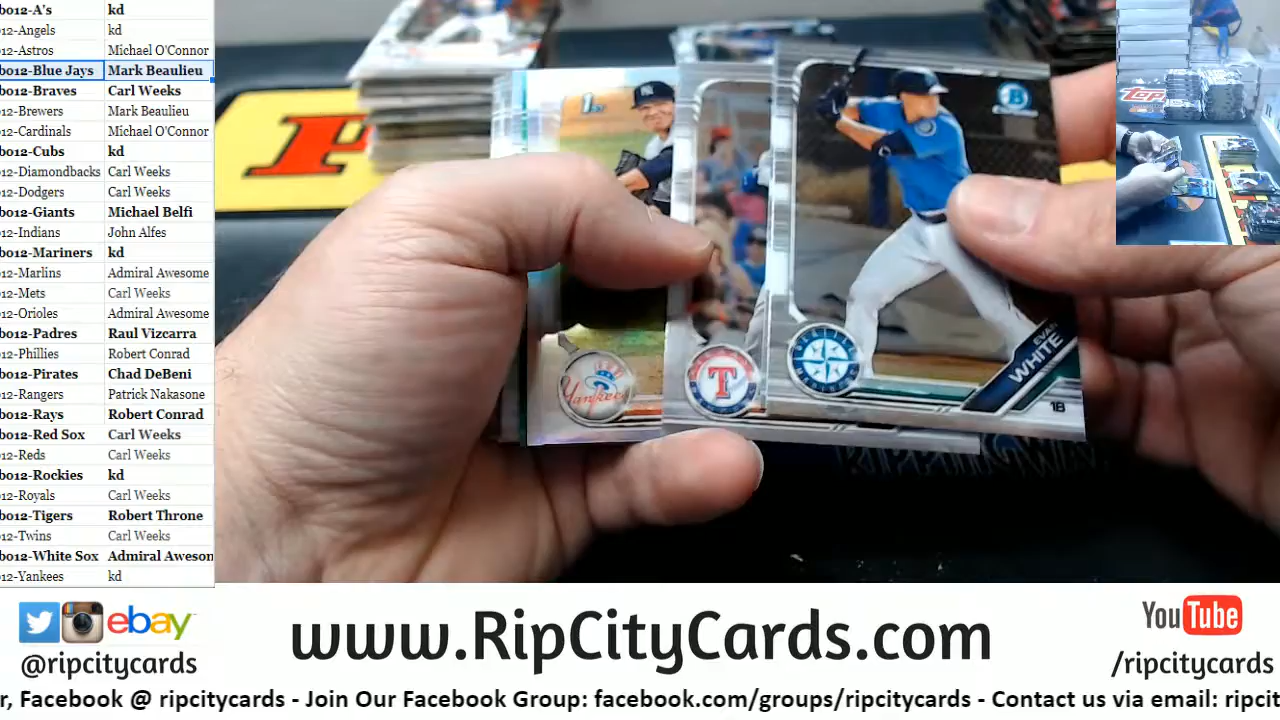 bo12-A's kd
12-Angels kd
12-Astros Michael O'Connor
bo12-Blue Jays Mark Beaulieu
bo12-Braves Carl Weeks
12-Brewers Mark Beaulieu
12-Cardinals Michael O'Connor
bo12-Cubs kd
12-Diamondbacks Carl Weeks
12-Dodgers Carl Weeks
bo12-Giants Michael Belfi
12-Indians John Alfes
bo12-Mariners kd
12-Marlins Admiral Awesome
12-Mets Carl Weeks
12-Orioles Admiral Awesome
bo12-Padres Raul Vizcarra
12-Phillies Robert Conrad
bo12-Pirates Chad DeBeni
12-Rangers Patrick Nakasone
bo12-Rays Robert Conrad
bo12-Red Sox Carl Weeks
12-Reds Carl Weeks
bo12-Rockies kd
12-Royals Carl Weeks
bo12-Tigers Robert Throne
12-Twins Carl Weeks
bo12-White Sox Admiral Aweson
12-Yankees kd
1ST
Yankees
T
B
EVAN
WHITE
18
TOPPS
ebay
@ripcitycards
www.RipCityCards.com
YouTube
/ripcitycards
r, Facebook @ ripcitycards - Join Our Facebook Group: facebook.com/groups/ripcitycards - Contact us via email: ripcit